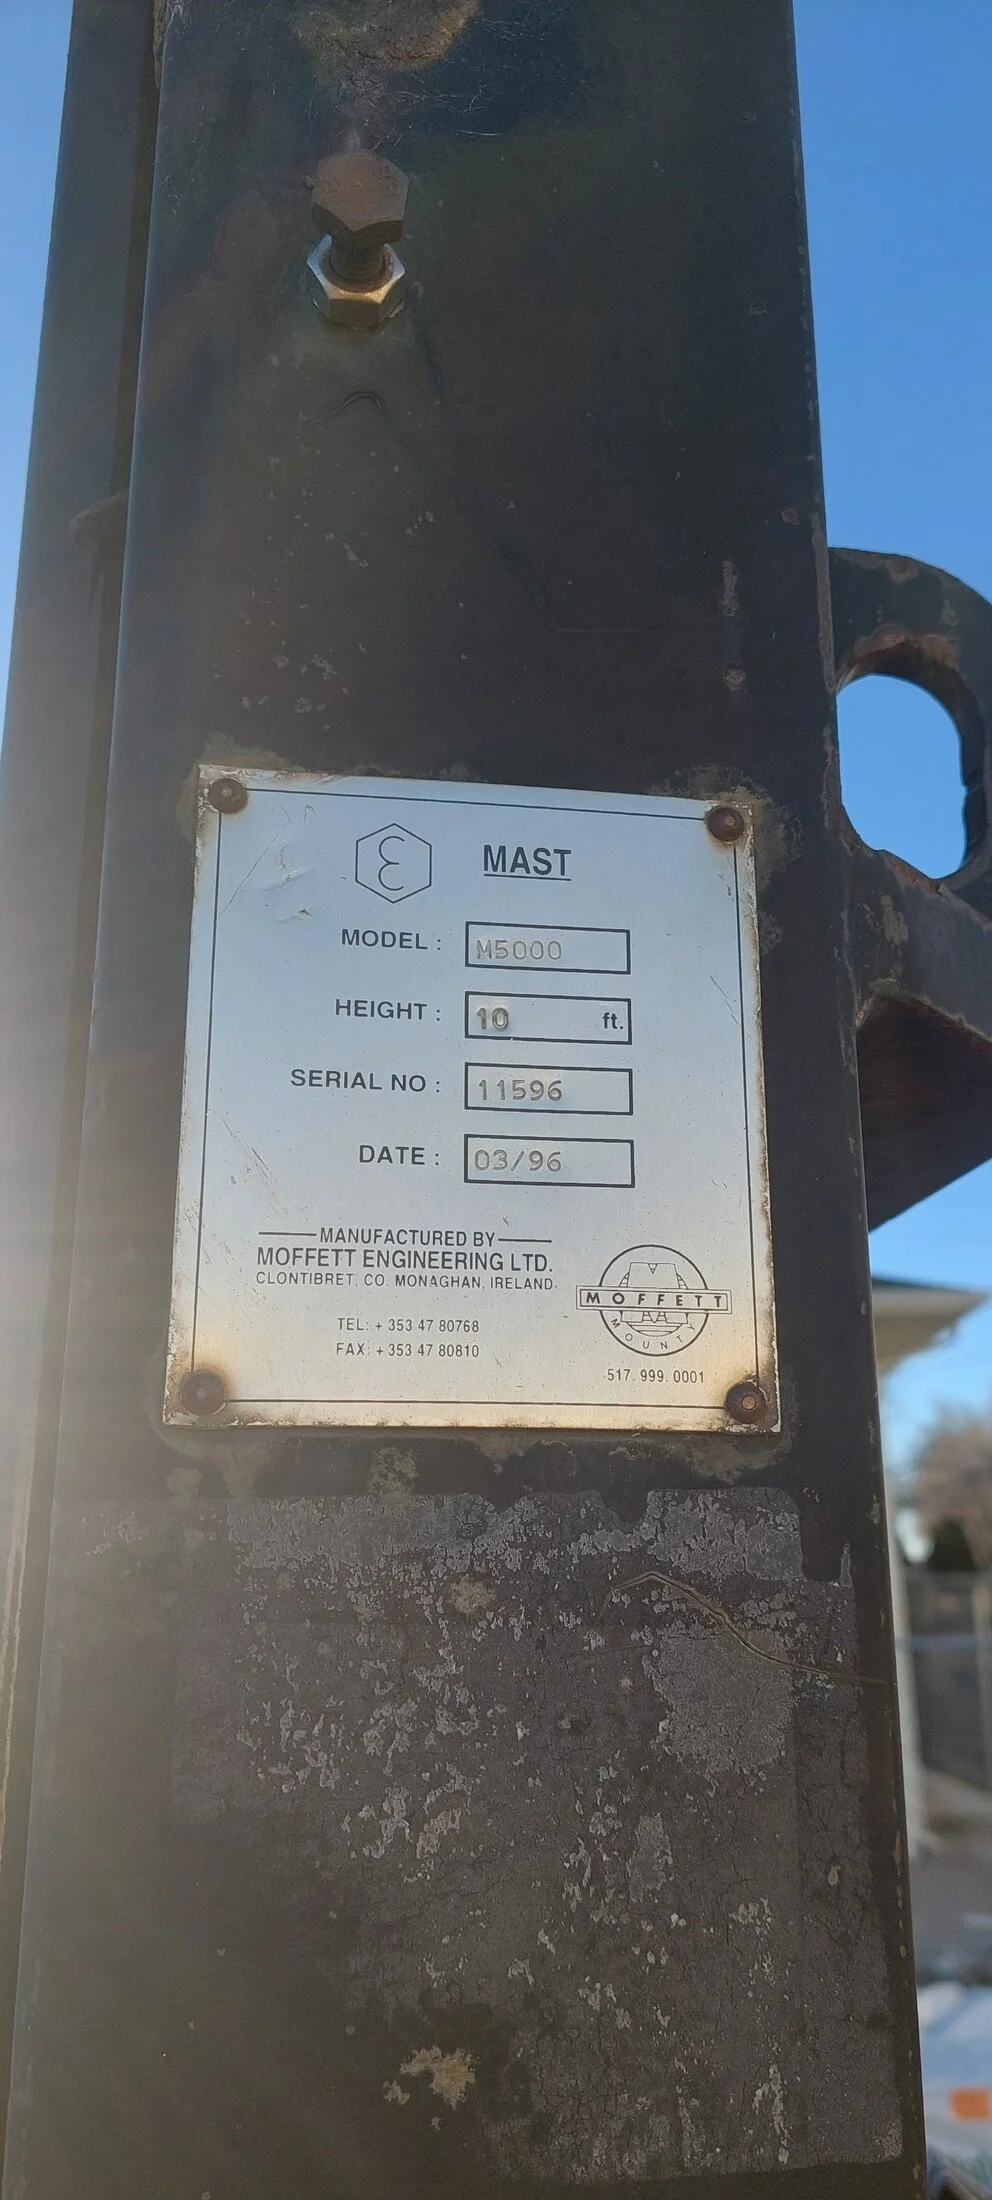 MAST
MODEL : M5000
HEIGHT : 10 ft.
SERIAL NO : 11596
DATE : 03/96
MANUFACTURED BY
MOFFETT ENGINEERING LTD.
CLONTIBRET, CO. MONAGHAN, IRELAND
TEL: + 353 47 80768
FAX: + 353 47 80810
MOFFETT
MOUNTY
517.999.0001